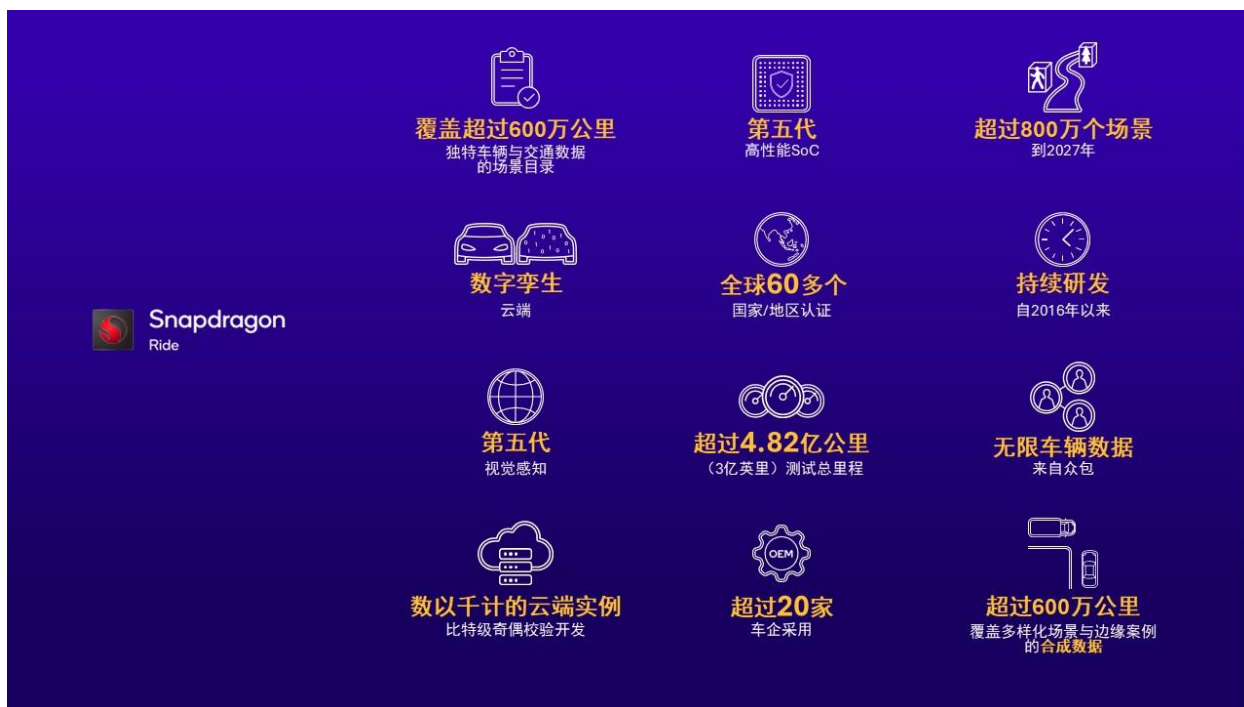 覆盖超过600万公里
独特车辆与交通数据
的场景目录
第五代
高性能SoC
超过800万个场景
到2027年
数字孪生
云端
全球60多个
国家/地区认证
持续研发
自2016年以来
Snapdragon
Ride
第五代
视觉感知
超过4.82亿公里
（3亿英里）测试总里程
无限车辆数据
来自众包
数以千计的云端实例
比特级奇偶校验开发
OEM
超过20家
车企采用
超过600万公里
覆盖多样化场景与边缘案例
的合成数据